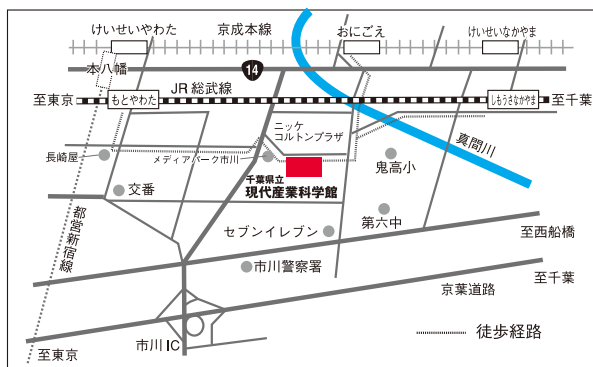 けいせいやわた
京成本線
おにごえ
けいせいなかやま
本八幡
14
JR 総武線
至東京
もとやわた
しもうさなかやま
至千葉
ニッケ
コルトンプラザ
真間川
長崎屋
メディアパーク市川
鬼高小
千葉県立
現代産業科学館
交番
第六中
セブンイレブン
至西船橋
都営新宿線
市川警察署
至千葉
京葉道路
徒歩経路
市川 IC
至東京